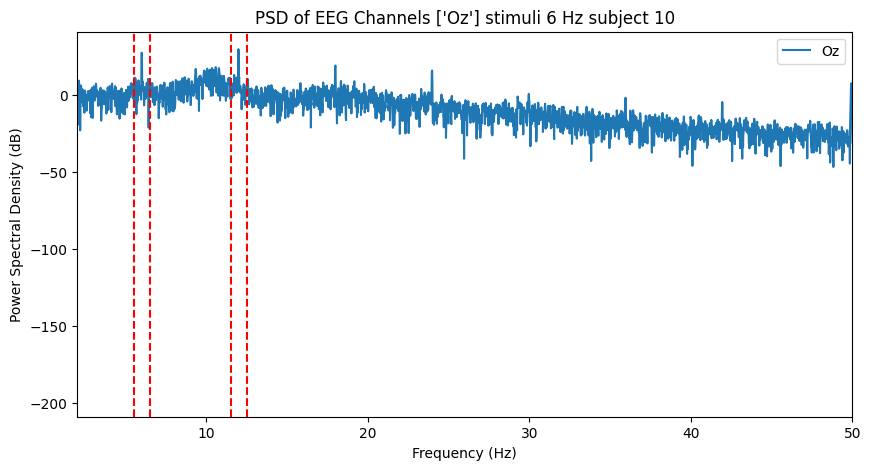 PSD of EEG Channels ['Oz'] stimuli 6 Hz subject 10
Oz
Power Spectral Density (dB)
0
−50
−100
−150
−200
10
20
30
40
50
Frequency (Hz)